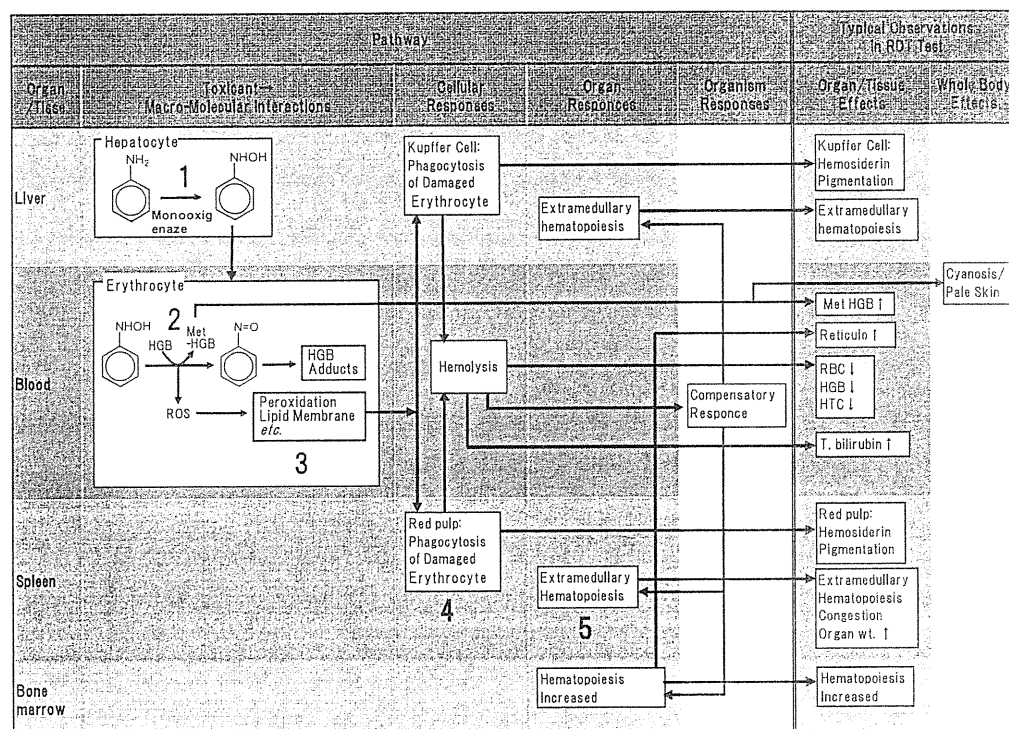 Pathway
Typical Observations
In RDT Test
Organ
/Tissue
Toxicant→
Macro-Molecular Interactions
Cellular
Responses
Organ
Responces
Organism
Responses
Organ/Tissue
Effects
Whole Body
Effects
Liver
Hepatocyte
NH2
1
NHOH
Monooxig
enaze
Kupffer Cell:
Phagocytosis
of Damaged
Erythrocyte
Extramedullary
hematopoiesis
Kupffer Cell:
Hemosiderin
Pigmentation
Extramedullary
hematopoiesis
Blood
Erythrocyte
NHOH
2
HGB
Met
-HGB
N=O
HGB
Adducts
ROS
Peroxidation
Lipid Membrane
etc.
3
Hemolysis
Compensatory
Responce
Cyanosis/
Pale Skin
Met HGB ↑
Reticulo ↑
RBC ↓
HGB ↓
HTC ↓
T. bilirubin ↑
Spleen
Red pulp:
Phagocytosis
of Damaged
Erythrocyte
4
Extramedullary
Hematopoiesis
5
Red pulp:
Hemosiderin
Pigmentation
Extramedullary
Hematopoiesis
Congestion
Organ wt. ↑
Bone
marrow
Hematopoiesis
Increased
Hematopoiesis
Increased